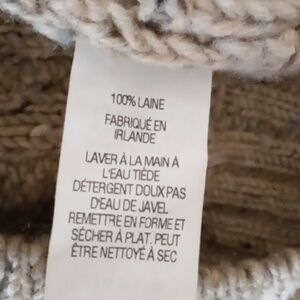 100% LAINE
FABRIQUÉ EN
IRLANDE
LAVER À LA MAIN À
L'EAU TIÈDE
DÉTERGENT DOUX PAS
D'EAU DE JAVEL
REMETTRE EN FORME ET
SÉCHER À PLAT. PEUT
ÊTRE NETTOYÉ À SEC